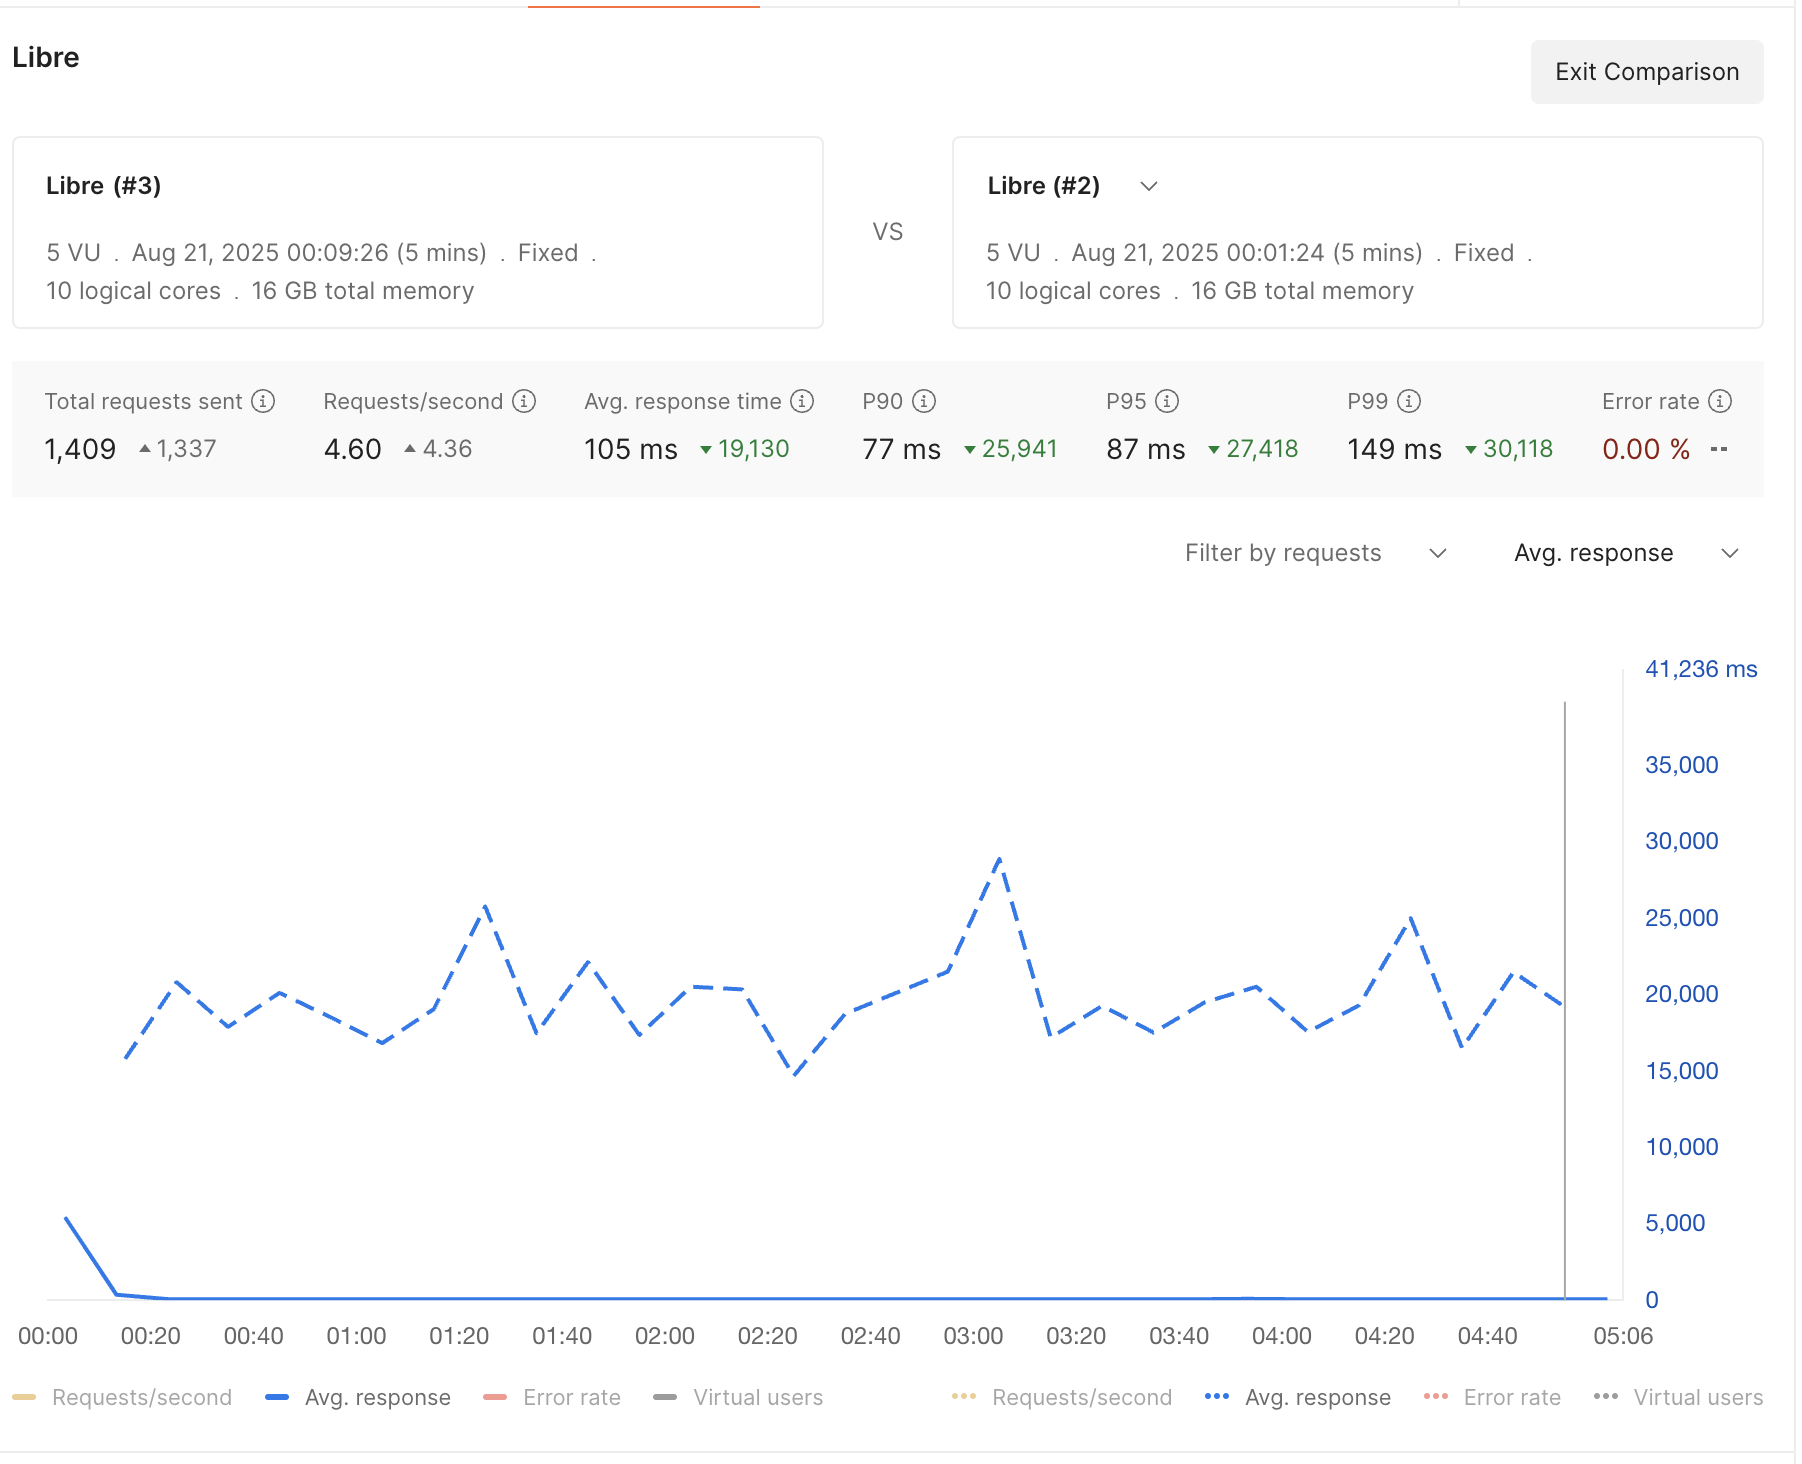 Libre
Exit Comparison
Libre (#3)
5 VU . Aug 21, 2025 00:09:26 (5 mins) . Fixed .
10 logical cores . 16 GB total memory
VS
Libre (#2)
5 VU . Aug 21, 2025 00:01:24 (5 mins) . Fixed .
10 logical cores . 16 GB total memory
Total requests sent
1,409 ▲ 1,337
Requests/second
4.60 ▲ 4.36
Avg. response time
105 ms ▼ 19,130
P90
77 ms ▼ 25,941
P95
87 ms ▼ 27,418
P99
149 ms ▼ 30,118
Error rate
0.00 % --
Filter by requests
Avg. response
41,236 ms
35,000
30,000
25,000
20,000
15,000
10,000
5,000
0
00:00 00:20 00:40 01:00 01:20 01:40 02:00 02:20 02:40 03:00 03:20 03:40 04:00 04:20 04:40 05:06
Requests/second Avg. response Error rate Virtual users
Requests/second Avg. response Error rate Virtual users